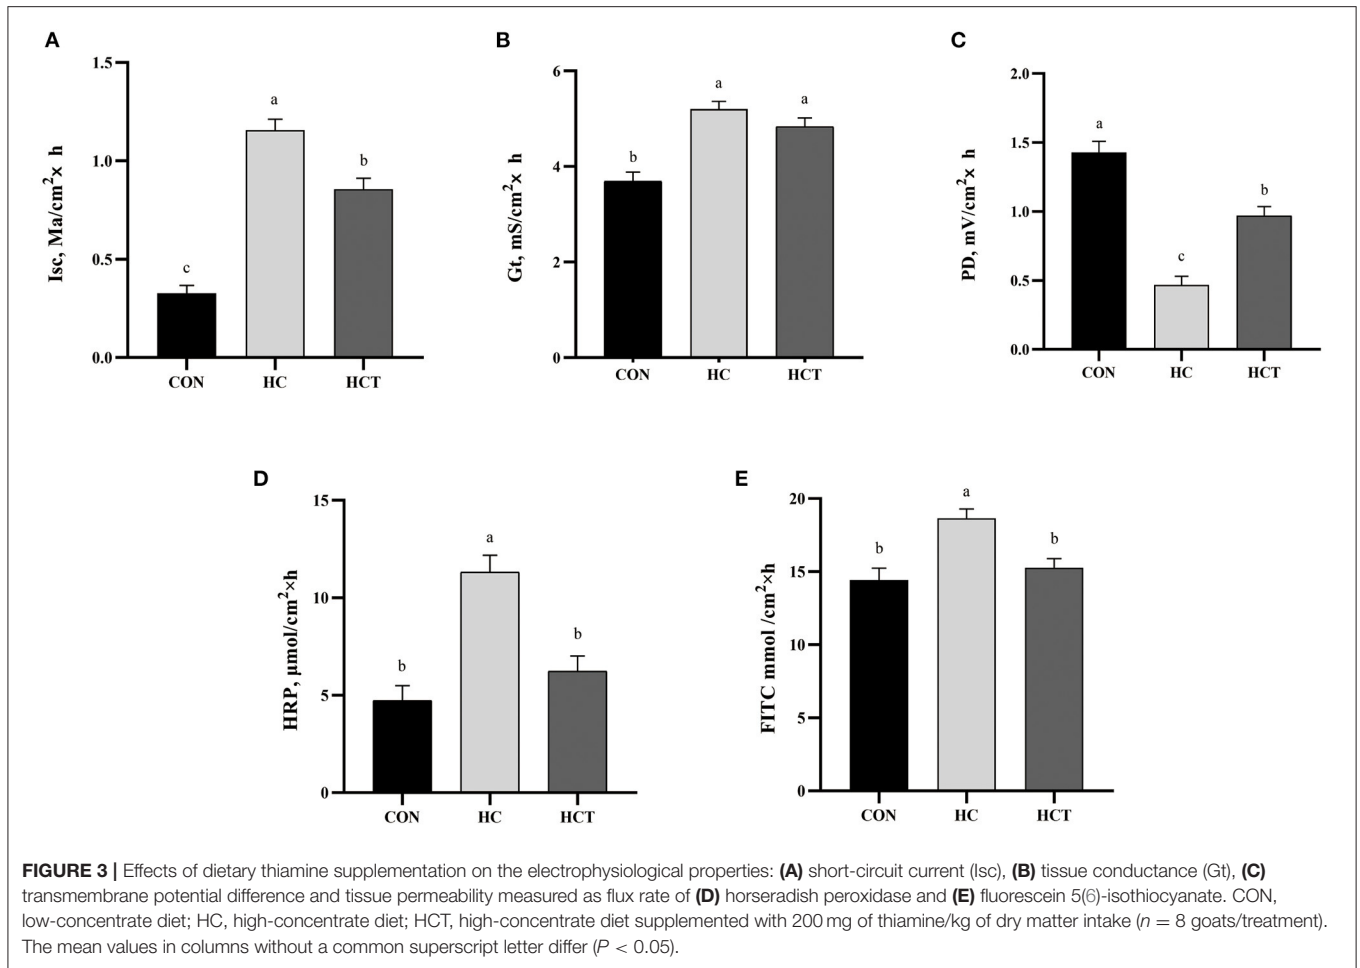 A
Isc, Ma/cm²× h
1.5
1.0
0.5
0.0
c
a
b
CON HC HCT
B
Gt, mS/cm²× h
6
4
2
0
b
a
a
CON HC HCT
C
PD, mV/cm²× h
2.0
1.5
1.0
0.5
0.0
a
c
b
CON HC HCT
D
HRP, µmol/cm²×h
15
10
5
0
b
a
b
CON HC HCT
E
FITC mmol /cm²×h
20
15
10
5
0
b
a
b
CON HC HCT
FIGURE 3 | Effects of dietary thiamine supplementation on the electrophysiological properties: (A) short-circuit current (Isc), (B) tissue conductance (Gt), (C)
transmembrane potential difference and tissue permeability measured as flux rate of (D) horseradish peroxidase and (E) fluorescein 5(6)-isothiocyanate. CON,
low-concentrate diet; HC, high-concentrate diet; HCT, high-concentrate diet supplemented with 200 mg of thiamine/kg of dry matter intake (n = 8 goats/treatment).
The mean values in columns without a common superscript letter differ (P < 0.05).